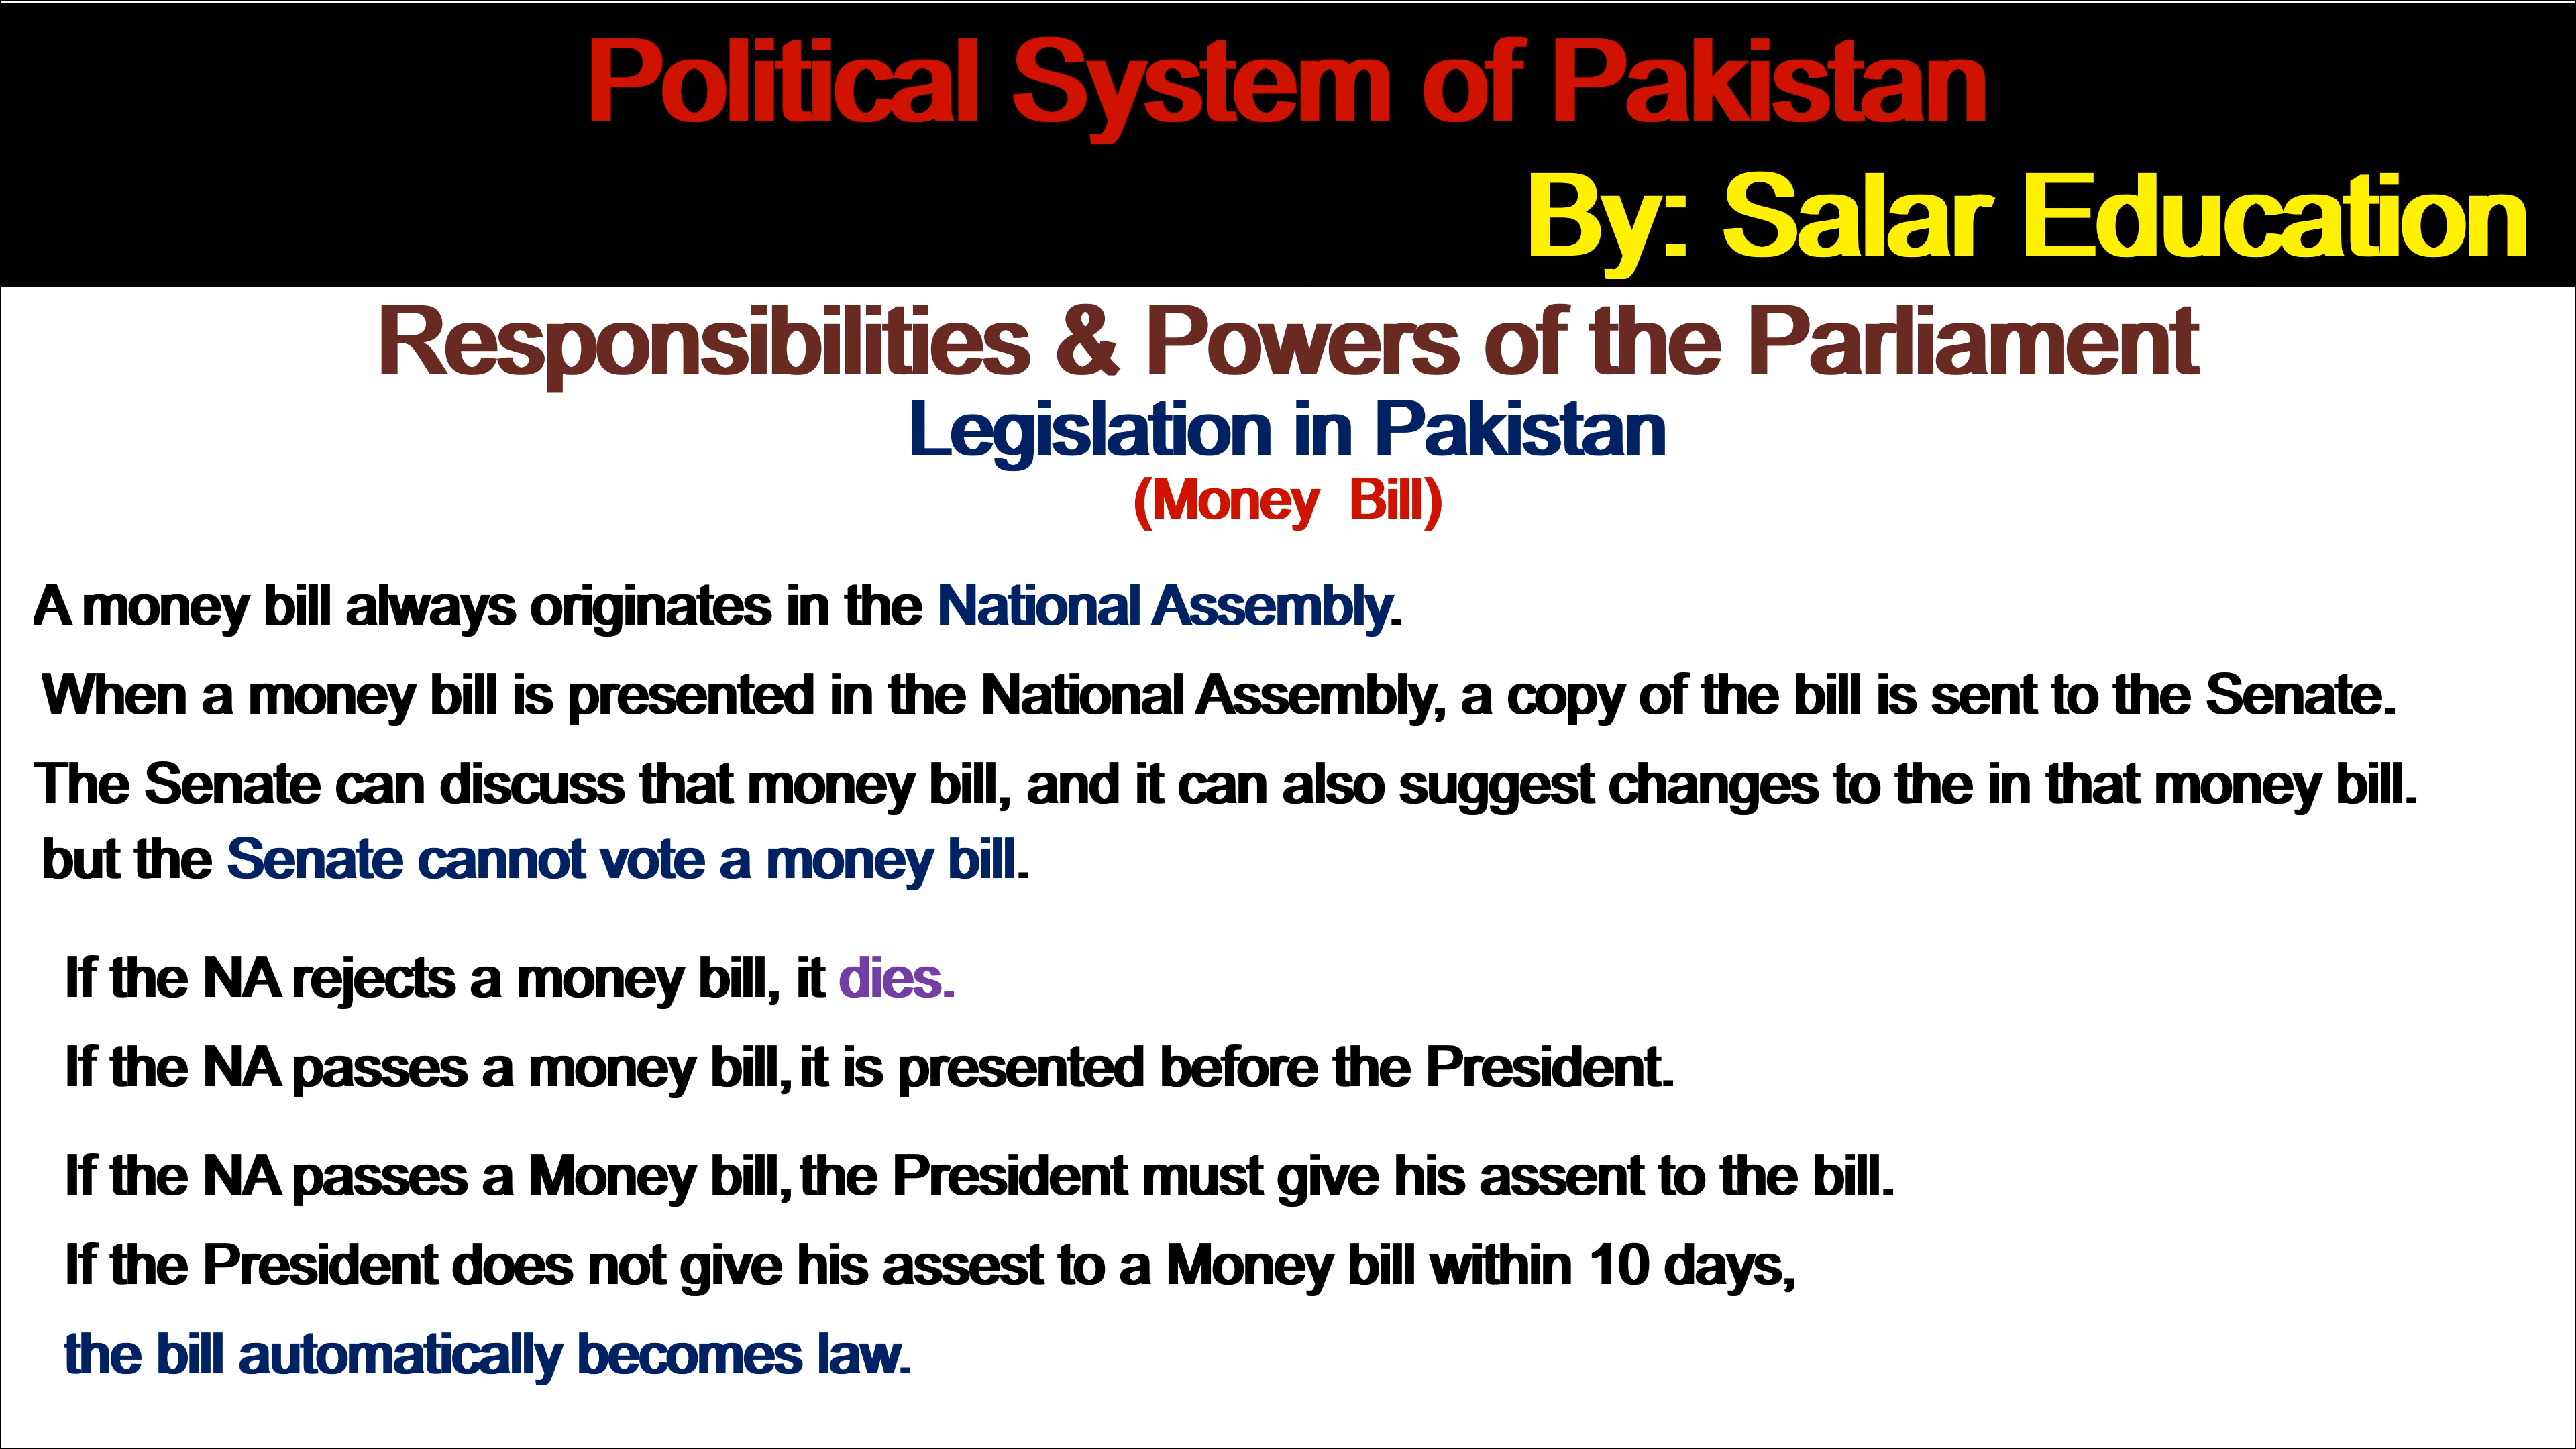 Political System of Pakistan
By: Salar Education
Responsibilities & Powers of the Parliament
Legislation in Pakistan
(Money Bill)
A money bill always originates in the National Assembly.
When a money bill is presented in the National Assembly, a copy of the bill is sent to the Senate.
The Senate can discuss that money bill, and it can also suggest changes to the in that money bill.
but the Senate cannot vote a money bill.
If the NA rejects a money bill, it dies.
If the NA passes a money bill, it is presented before the President.
If the NA passes a Money bill, the President must give his assent to the bill.
If the President does not give his assest to a Money bill within 10 days,
the bill automatically becomes law.